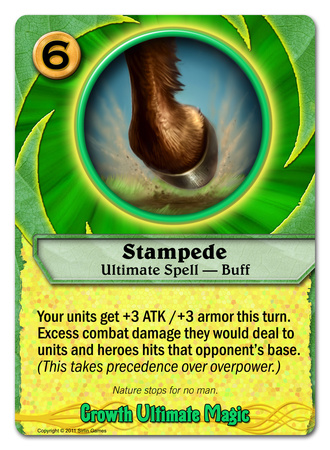 6
Stampede
Ultimate Spell — Buff
Your units get +3 ATK /+3 armor this turn.
Excess combat damage they would deal to
units and heroes hits that opponent's base.
(This takes precedence over overpower.)
Nature stops for no man.
Growth Ultimate Magic
Copyright © 2011 Sirlin Games